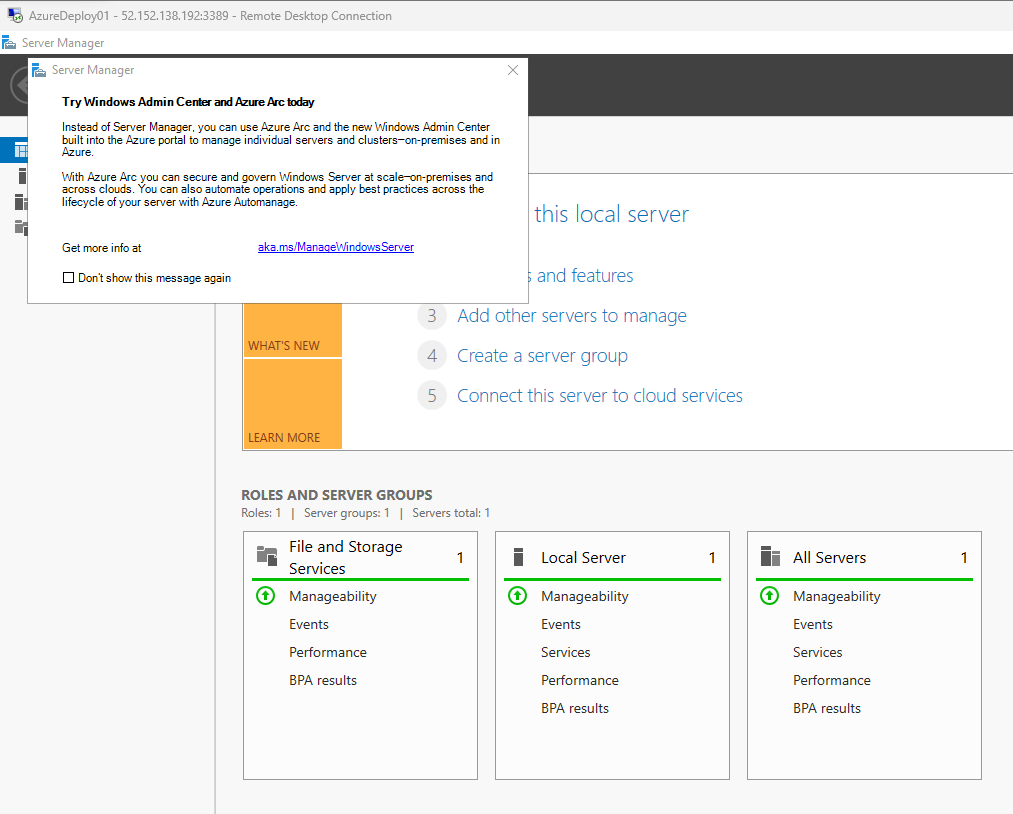 AzureDeploy01 - 52.152.138.192:3389 - Remote Desktop Connection
Server Manager
Server Manager
Try Windows Admin Center and Azure Arc today
Instead of Server Manager, you can use Azure Arc and the new Windows Admin Center
built into the Azure portal to manage individual servers and clusters–on-premises and in
Azure.
With Azure Arc you can secure and govern Windows Server at scale–on-premises and
across clouds. You can also automate operations and apply best practices across the
lifecycle of your server with Azure Automanage.
Get more info at aka.ms/ManageWindowsServer
Don't show this message again
this local server
s and features
3 Add other servers to manage
4 Create a server group
5 Connect this server to cloud services
WHAT'S NEW
LEARN MORE
ROLES AND SERVER GROUPS
Roles: 1 | Server groups: 1 | Servers total: 1
File and Storage
Services
1
Manageability
Events
Performance
BPA results
Local Server 1
Manageability
Events
Services
Performance
BPA results
All Servers 1
Manageability
Events
Services
Performance
BPA results